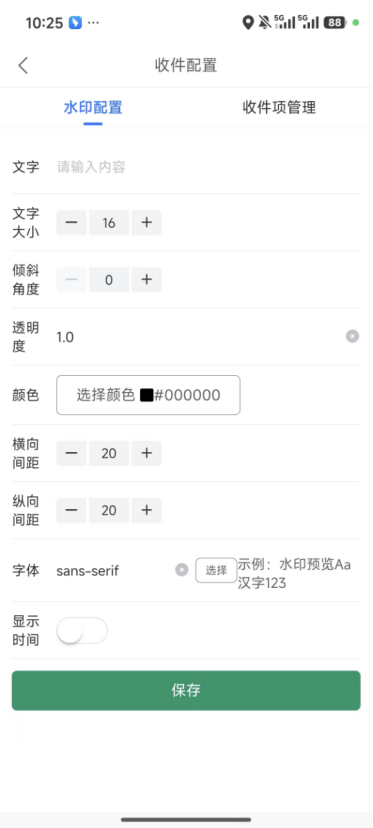 10:25 ···
5G 5G 88
收件配置
水印配置 收件项管理
文字 请输入内容
文字
大小
16
倾斜
角度
0
透明
度
1.0
颜色 选择颜色 #000000
横向
间距
20
纵向
间距
20
字体 sans-serif 选择 示例：水印预览Aa
汉字123
显示
时间
保存